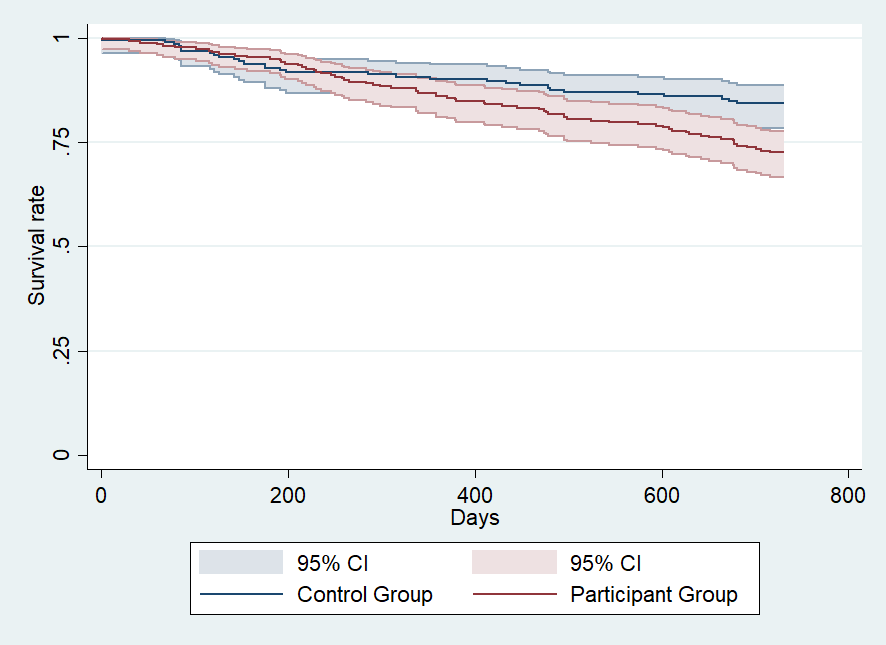 Survival rate
1
.75
.5
.25
0
0 200 400 600 800
Days
95% CI 95% CI
Control Group Participant Group